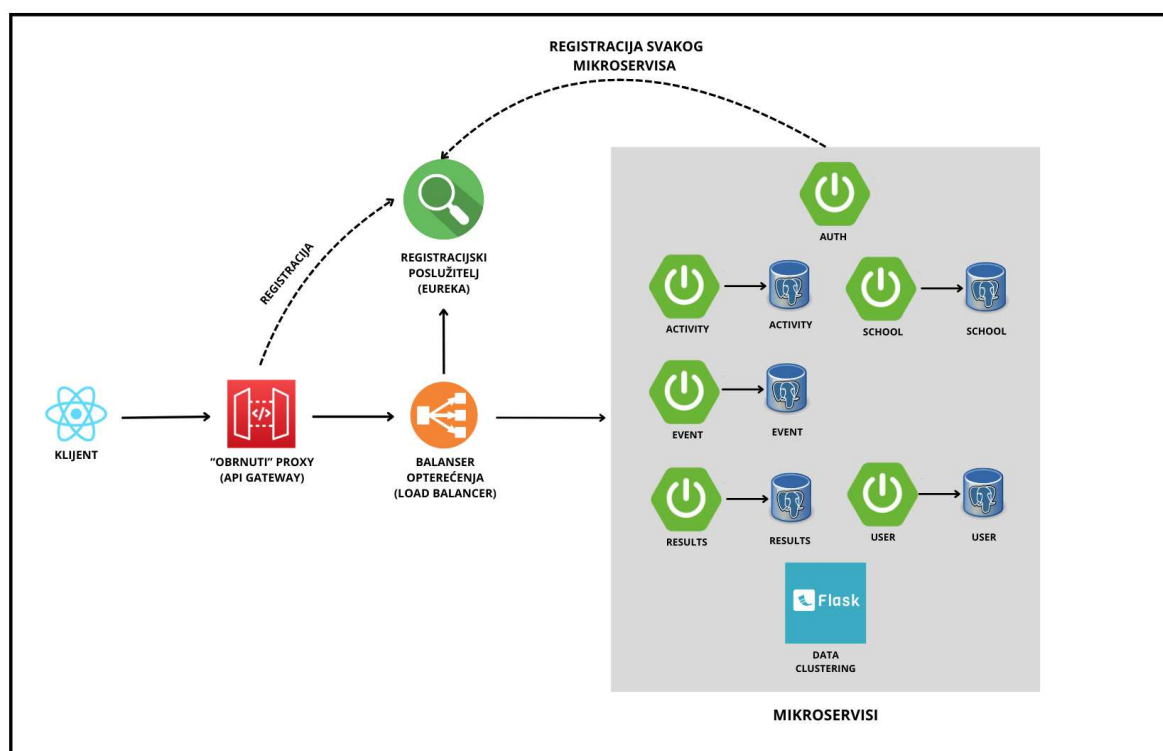 REGISTRACIJA SVAKOG
MIKROSERVISA
REGISTRACIJA
REGISTRACIJSKI
POSLUŽITELJ
(EUREKA)
KLIJENT
</>
“OBRNUTI” PROXY
(API GATEWAY)
BALANSER
OPTEREĆENJA
(LOAD BALANCER)
AUTH
ACTIVITY
ACTIVITY
SCHOOL
SCHOOL
EVENT
EVENT
RESULTS
RESULTS
USER
USER
Flask
DATA
CLUSTERING
MIKROSERVISI